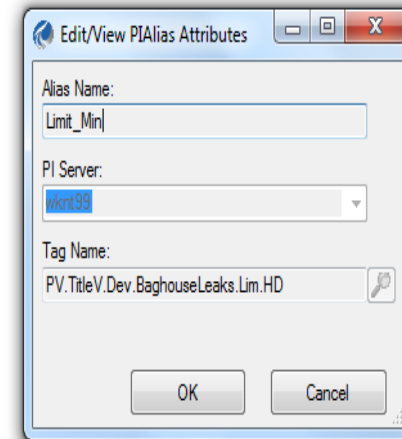 Edit/View PIAlias Attributes
Alias Name:
Limit_Min
PI Server:
wknt99
Tag Name:
PV.TitleV.Dev.BaghouseLeaks.Lim.HD
OK Cancel